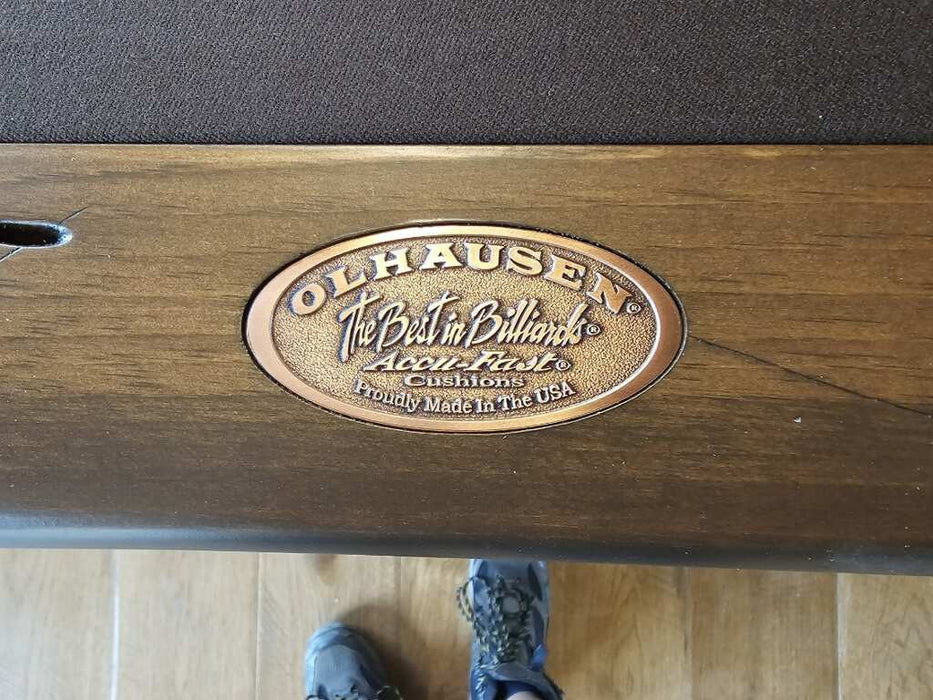 OLHAUSEN®
The Best in Billiards®
Accu-Fast®
Cushions
Proudly Made In The USA